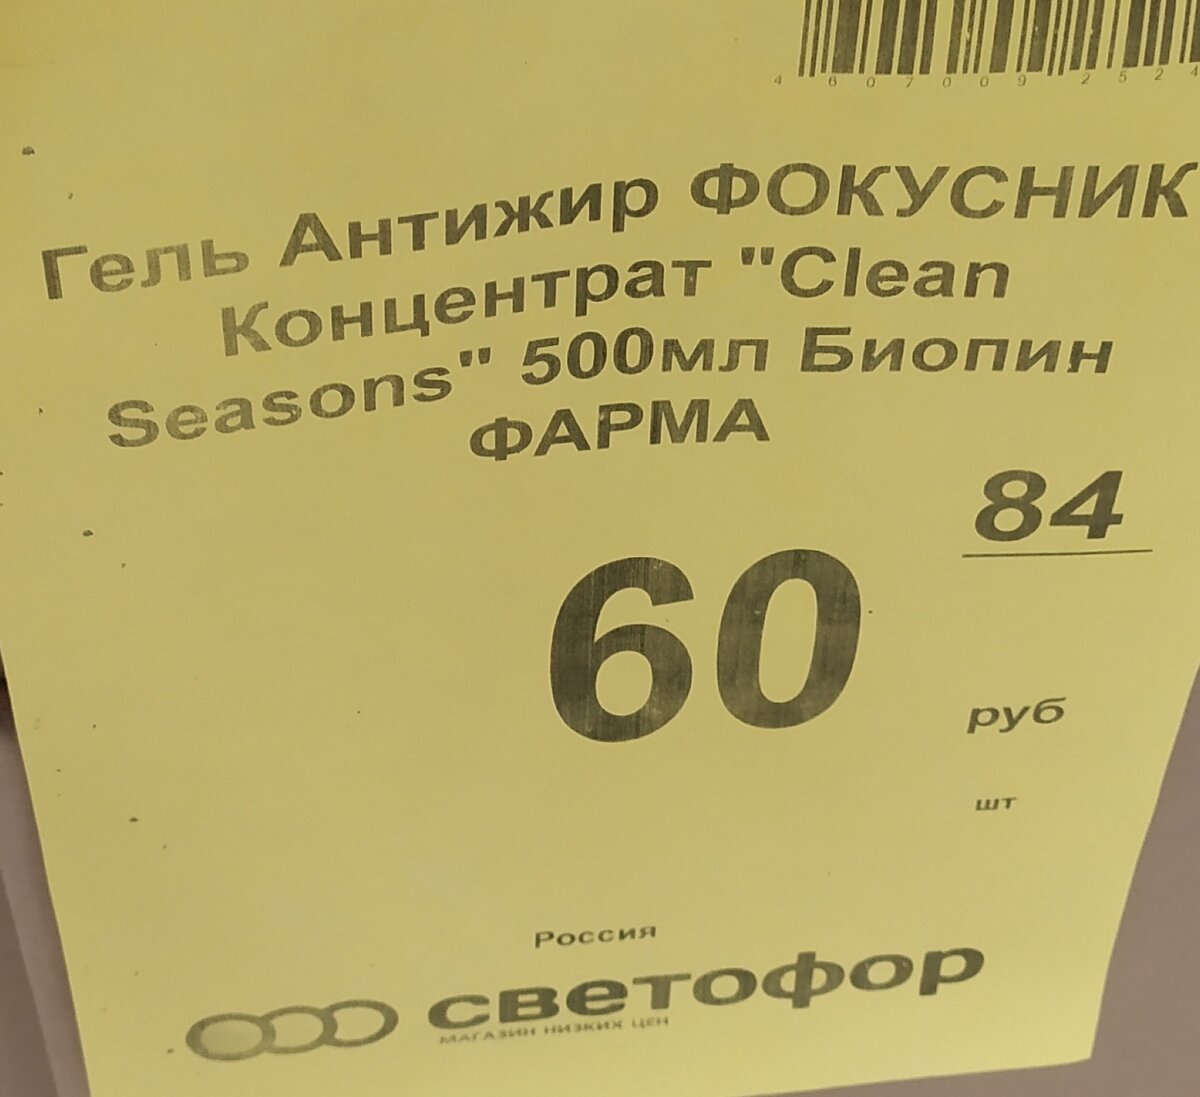 4 607009 2524
Гель Антижир ФОКУСНИК
Концентрат "Clean
Seasons" 500мл Биопин
ФАРМА
84
60
руб
шт
Россия
светофор
МАГАЗИН НИЗКИХ ЦЕН